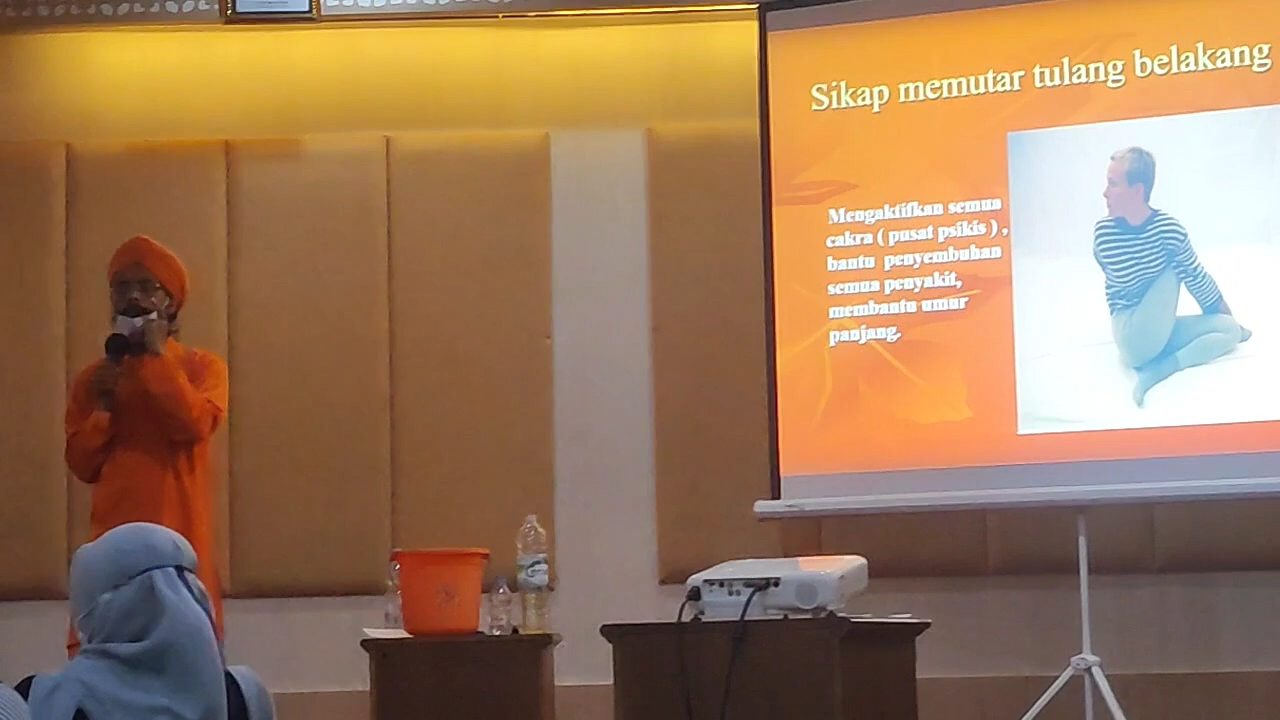 Sikap memutar tulang belakang
Mengaktifkan semua
cakra ( pusat psikis ) ,
bantu penyembuhan
semua penyakit,
membantu umur
panjang.